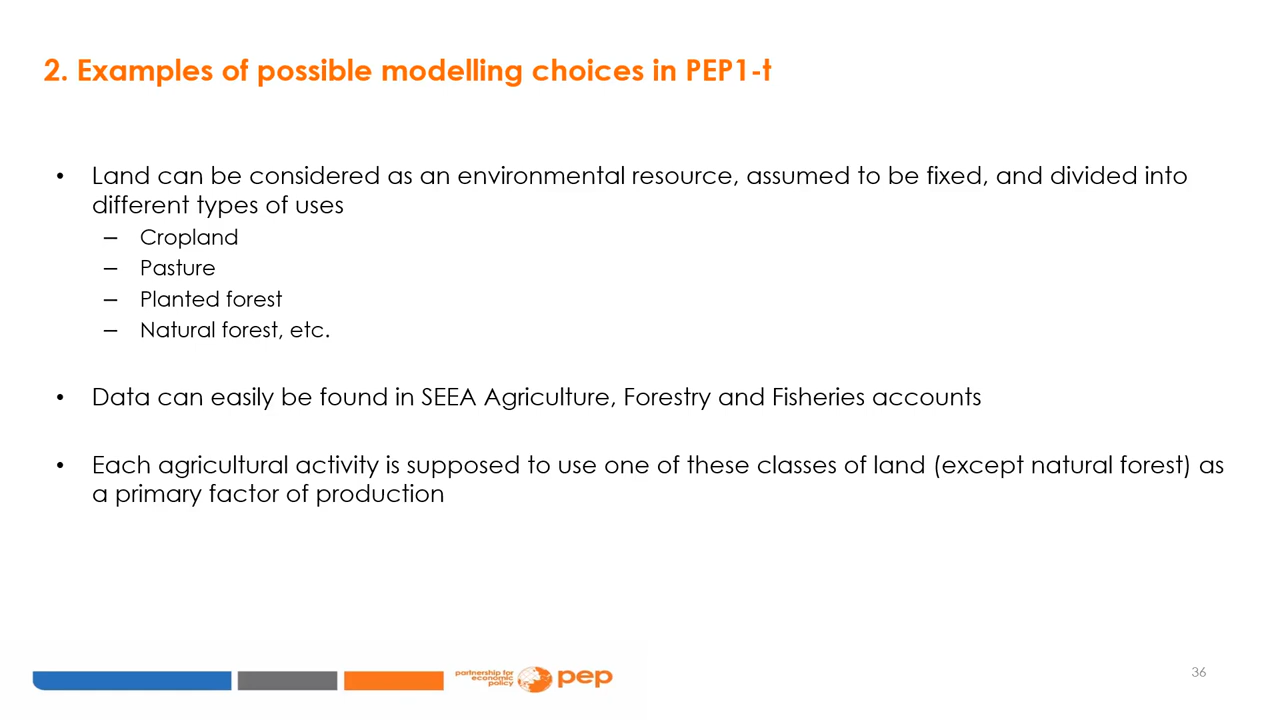 2. Examples of possible modelling choices in PEP1-t
• Land can be considered as an environmental resource, assumed to be fixed, and divided into
different types of uses
– Cropland
– Pasture
– Planted forest
– Natural forest, etc.
• Data can easily be found in SEEA Agriculture, Forestry and Fisheries accounts
• Each agricultural activity is supposed to use one of these classes of land (except natural forest) as
a primary factor of production
partnership for
economic
policy
pep
36